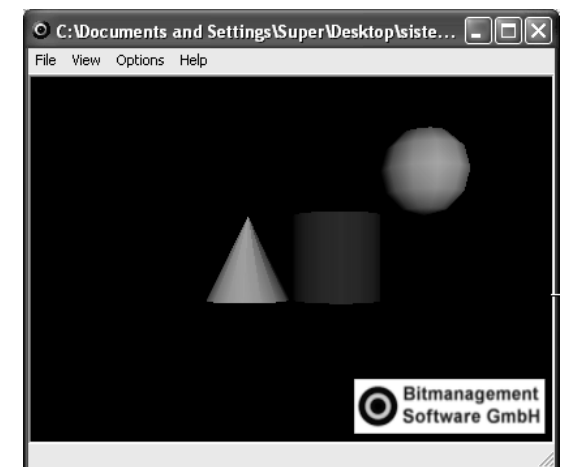 C:\Documents and Settings\Super\Desktop\siste...
File View Options Help
Bitmanagement
Software GmbH